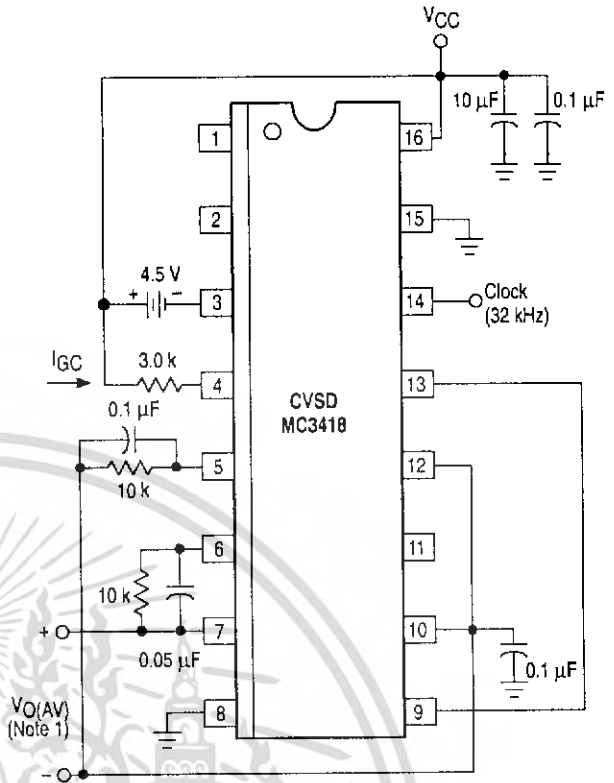 VCC
10 µF
0.1 µF
1
16
2
15
4.5 V
+
−
3
14
Clock
(32 kHz)
IGC
3.0 k
4
13
CVSD
MC3418
0.1 µF
5
12
10 k
6
11
10 k
+
7
10
0.05 µF
0.1 µF
VO(AV)
(Note 1)
8
9
−